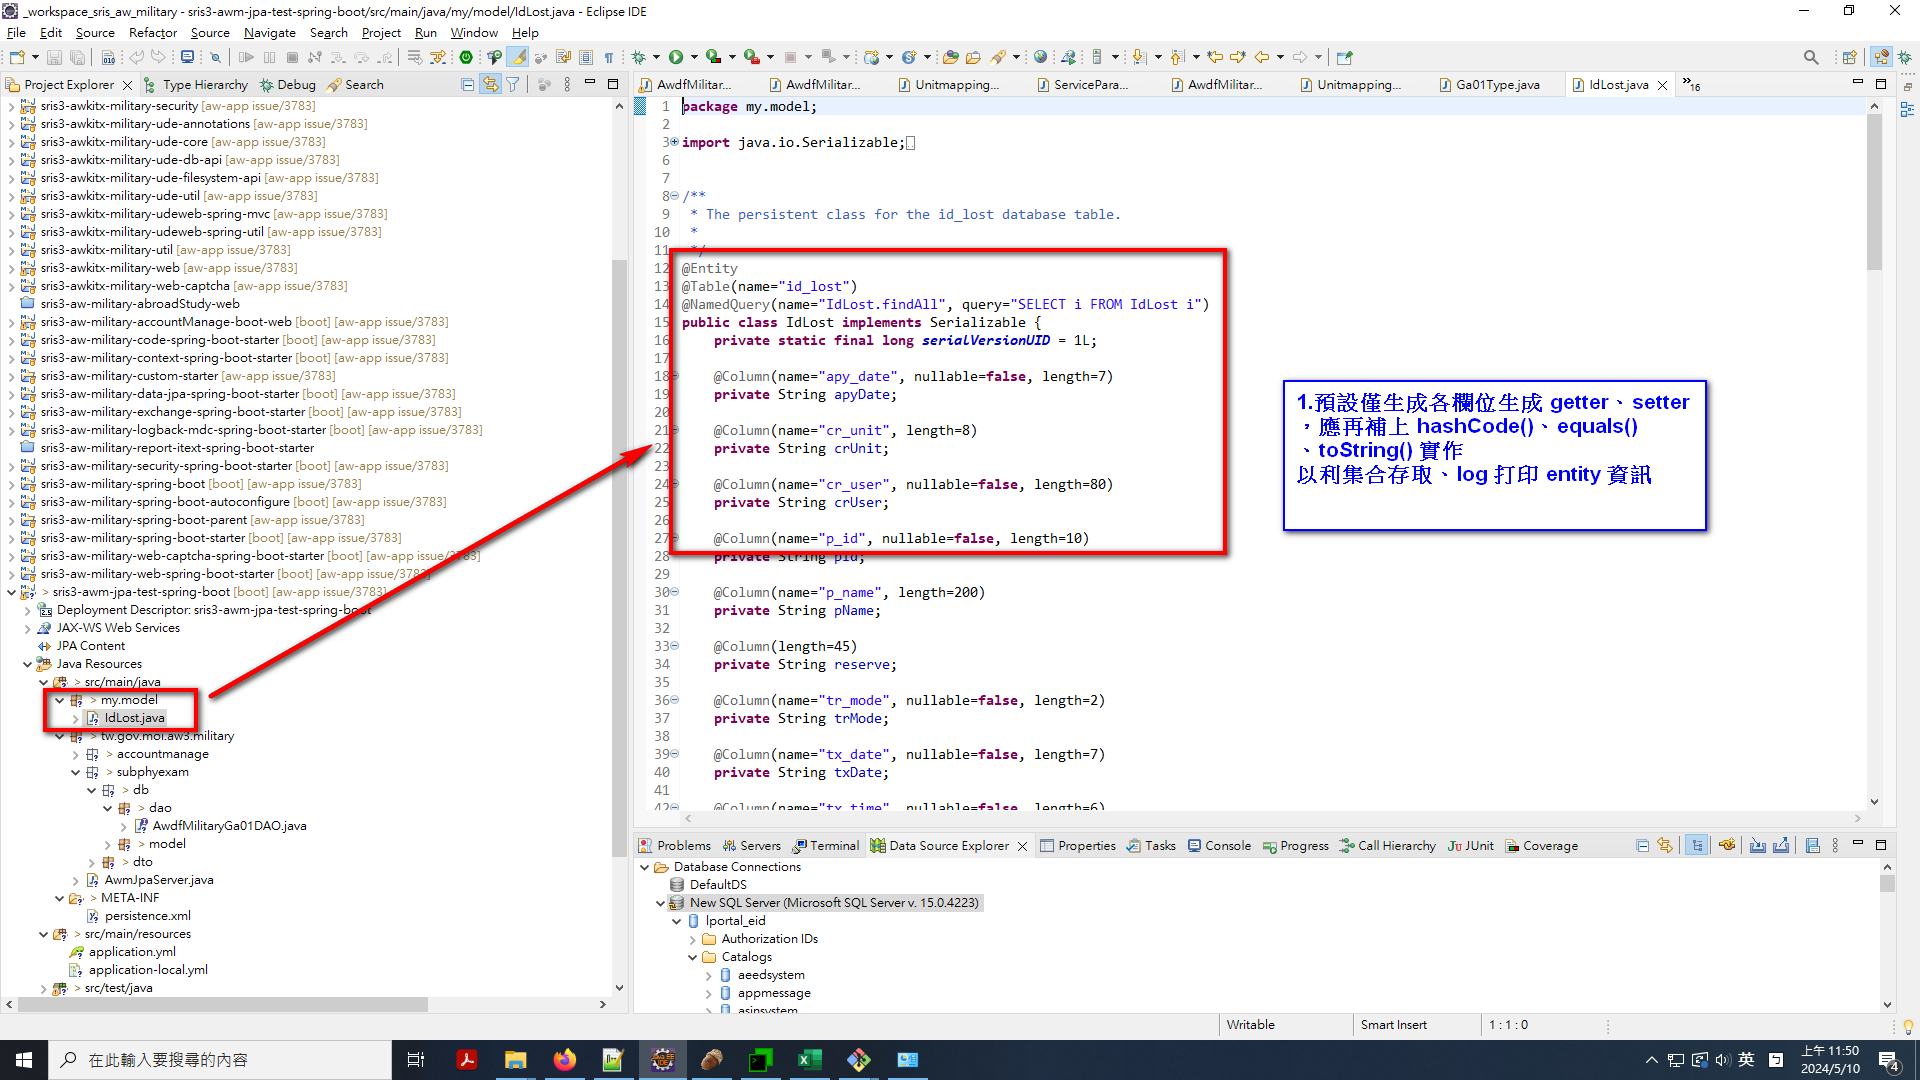 _workspace_sris_aw_military - sris3-awm-jpa-test-spring-boot/src/main/java/my/model/IdLost.java - Eclipse IDE
File Edit Source Refactor Source Navigate Search Project Run Window Help
Project Explorer Type Hierarchy Debug Search
sris3-awkitx-military-security [aw-app issue/3783]
sris3-awkitx-military-ude-annotations [aw-app issue/3783]
sris3-awkitx-military-ude-core [aw-app issue/3783]
sris3-awkitx-military-ude-db-api [aw-app issue/3783]
sris3-awkitx-military-ude-filesystem-api [aw-app issue/3783]
sris3-awkitx-military-ude-util [aw-app issue/3783]
sris3-awkitx-military-udeweb-spring-mvc [aw-app issue/3783]
sris3-awkitx-military-udeweb-spring-util [aw-app issue/3783]
sris3-awkitx-military-util [aw-app issue/3783]
sris3-awkitx-military-web [aw-app issue/3783]
sris3-awkitx-military-web-captcha [aw-app issue/3783]
sris3-aw-military-abroadStudy-web
sris3-aw-military-accountManage-boot-web [boot] [aw-app issue/3783]
sris3-aw-military-code-spring-boot-starter [boot] [aw-app issue/3783]
sris3-aw-military-context-spring-boot-starter [boot] [aw-app issue/3783]
sris3-aw-military-custom-starter [aw-app issue/3783]
sris3-aw-military-data-jpa-spring-boot-starter [boot] [aw-app issue/3783]
sris3-aw-military-exchange-spring-boot-starter [boot] [aw-app issue/3783]
sris3-aw-military-logback-mdc-spring-boot-starter [boot] [aw-app issue/3783]
sris3-aw-military-report-itext-spring-boot-starter
sris3-aw-military-security-spring-boot-starter [boot] [aw-app issue/3783]
sris3-aw-military-spring-boot [boot] [aw-app issue/3783]
sris3-aw-military-spring-boot-autoconfigure [boot] [aw-app issue/3783]
sris3-aw-military-spring-boot-parent [aw-app issue/3783]
sris3-aw-military-spring-boot-starter [boot] [aw-app issue/3783]
sris3-aw-military-web-captcha-spring-boot-starter [boot] [aw-app issue/3783]
sris3-aw-military-web-spring-boot-starter [boot] [aw-app issue/3783]
> sris3-awm-jpa-test-spring-boot [boot] [aw-app issue/3783]
Deployment Descriptor: sris3-awm-jpa-test-spring-boot
JAX-WS Web Services
JPA Content
Java Resources
> src/main/java
> my.model
IdLost.java
> tw.gov.moi.aw3.military
> accountmanage
> subphyexam
> db
> dao
AwdfMilitaryGa01DAO.java
> model
> dto
AwmJpaServer.java
> META-INF
persistence.xml
> src/main/resources
application.yml
application-local.yml
> src/test/java
AwdfMilitar... AwdfMilitar... Unitmapping... ServicePara... AwdfMilitar... Unitmapping... Ga01Type.java IdLost.java »16
1 package my.model;
2
3 import java.io.Serializable;
6
7
8 /**
9 * The persistent class for the id_lost database table.
10 *
11 */
12 @Entity
13 @Table(name="id_lost")
14 @NamedQuery(name="IdLost.findAll", query="SELECT i FROM IdLost i")
15 public class IdLost implements Serializable {
16 private static final long serialVersionUID = 1L;
17
18 @Column(name="apy_date", nullable=false, length=7)
19 private String apyDate;
20
21 @Column(name="cr_unit", length=8)
22 private String crUnit;
23
24 @Column(name="cr_user", nullable=false, length=80)
25 private String crUser;
26
27 @Column(name="p_id", nullable=false, length=10)
28 private String pId;
29
30 @Column(name="p_name", length=200)
31 private String pName;
32
33 @Column(length=45)
34 private String reserve;
35
36 @Column(name="tr_mode", nullable=false, length=2)
37 private String trMode;
38
39 @Column(name="tx_date", nullable=false, length=7)
40 private String txDate;
41
42 @Column(name="tx_time", nullable=false, length=6)
1.預設僅生成各欄位生成 getter、setter
，應再補上 hashCode()、equals()
、toString() 實作
以利集合存取、log 打印 entity 資訊
Problems Servers Terminal Data Source Explorer Properties Tasks Console Progress Call Hierarchy JUnit Coverage
Database Connections
DefaultDS
New SQL Server (Microsoft SQL Server v. 15.0.4223)
lportal_eid
Authorization IDs
Catalogs
aeedsystem
appmessage
asinsystem
Writable Smart Insert 1 : 1 : 0
在此輸入要搜尋的內容
英
上午 11:50
2024/5/10
4